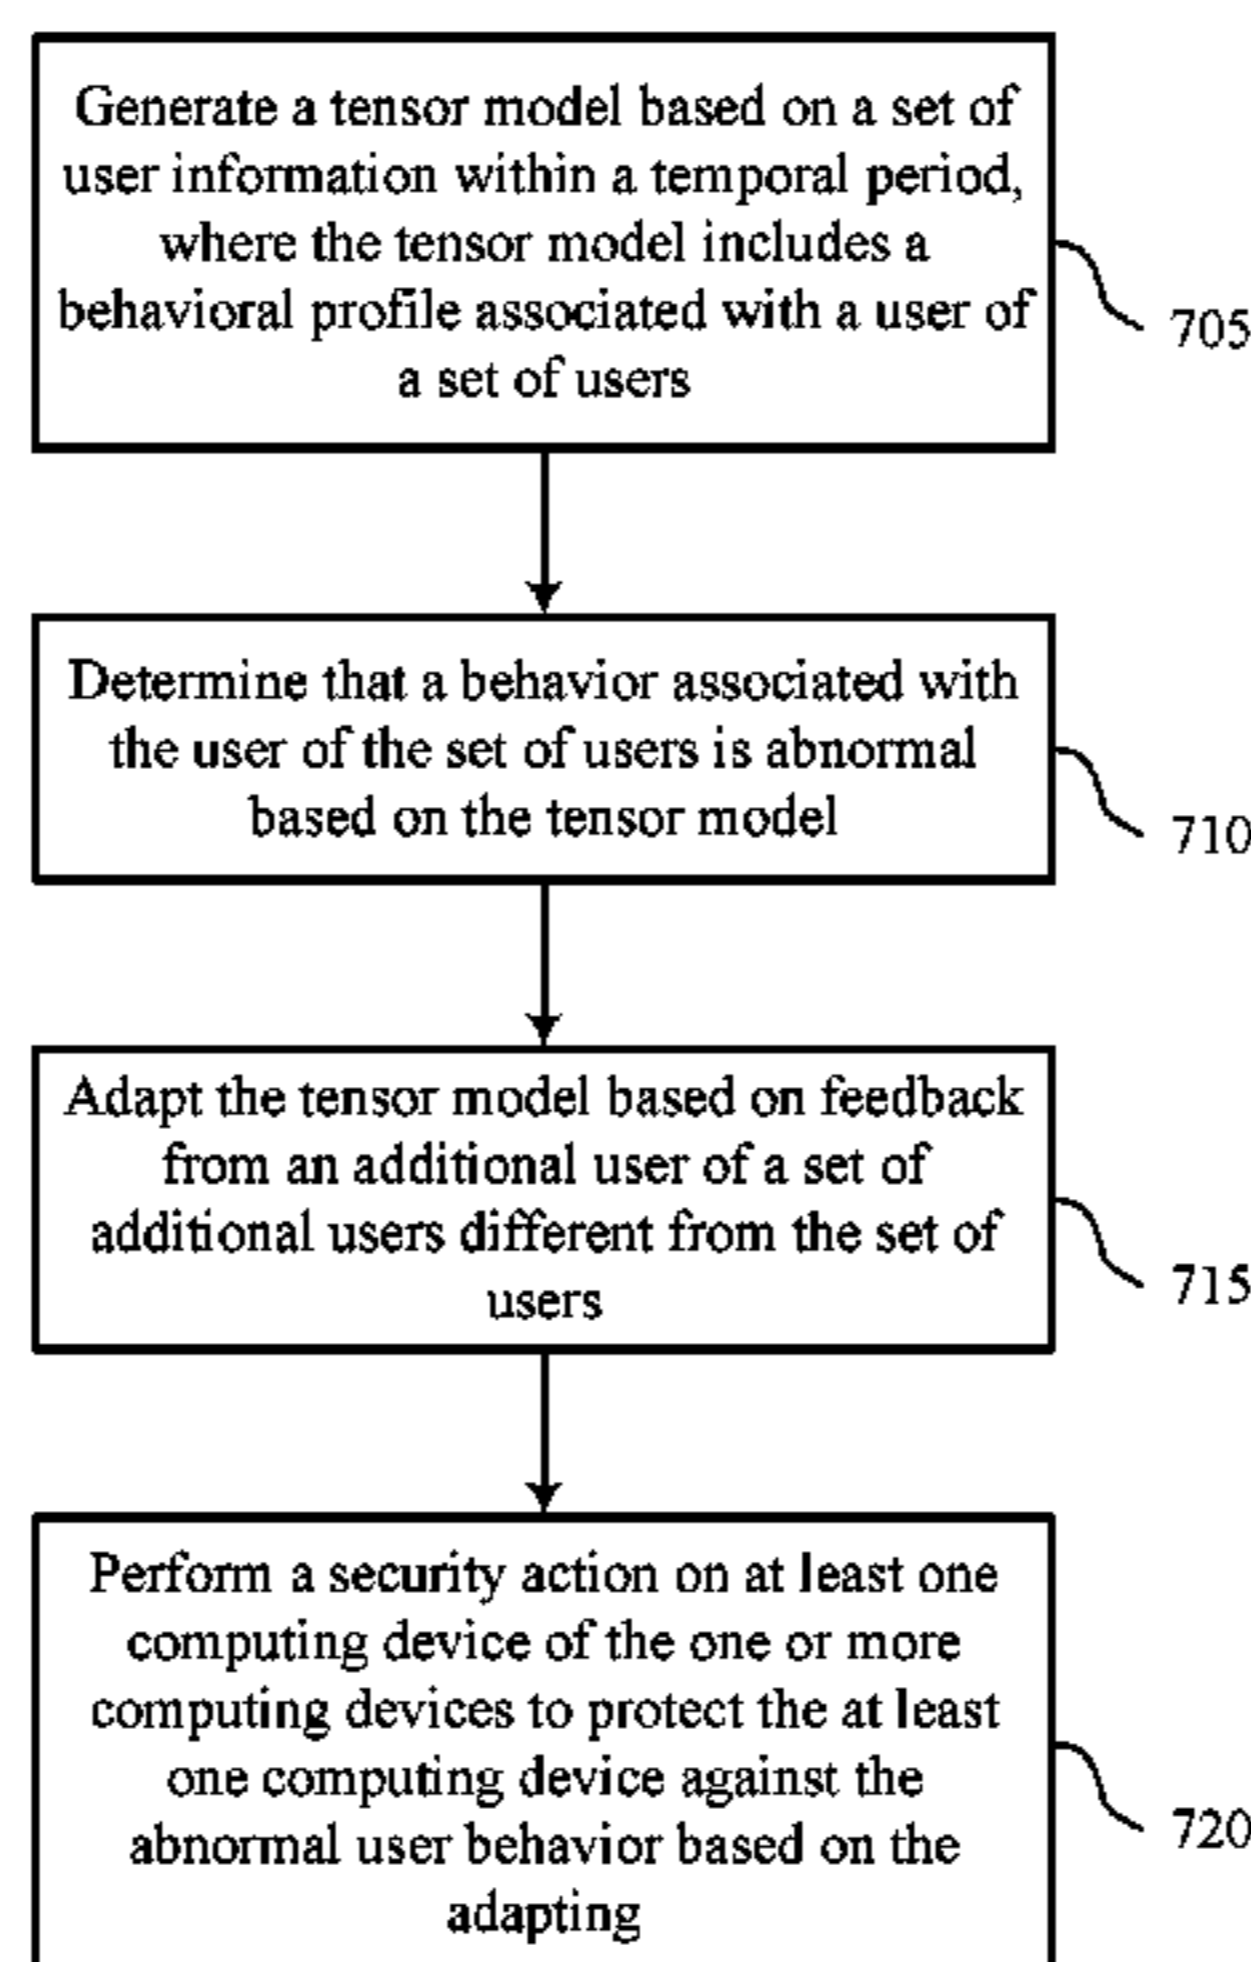 Generate a tensor model based on a set of
user information within a temporal period,
where the tensor model includes a
behavioral profile associated with a user of
a set of users
705
Determine that a behavior associated with
the user of the set of users is abnormal
based on the tensor model
710
Adapt the tensor model based on feedback
from an additional user of a set of
additional users different from the set of
users
715
Perform a security action on at least one
computing device of the one or more
computing devices to protect the at least
one computing device against the
abnormal user behavior based on the
adapting
720